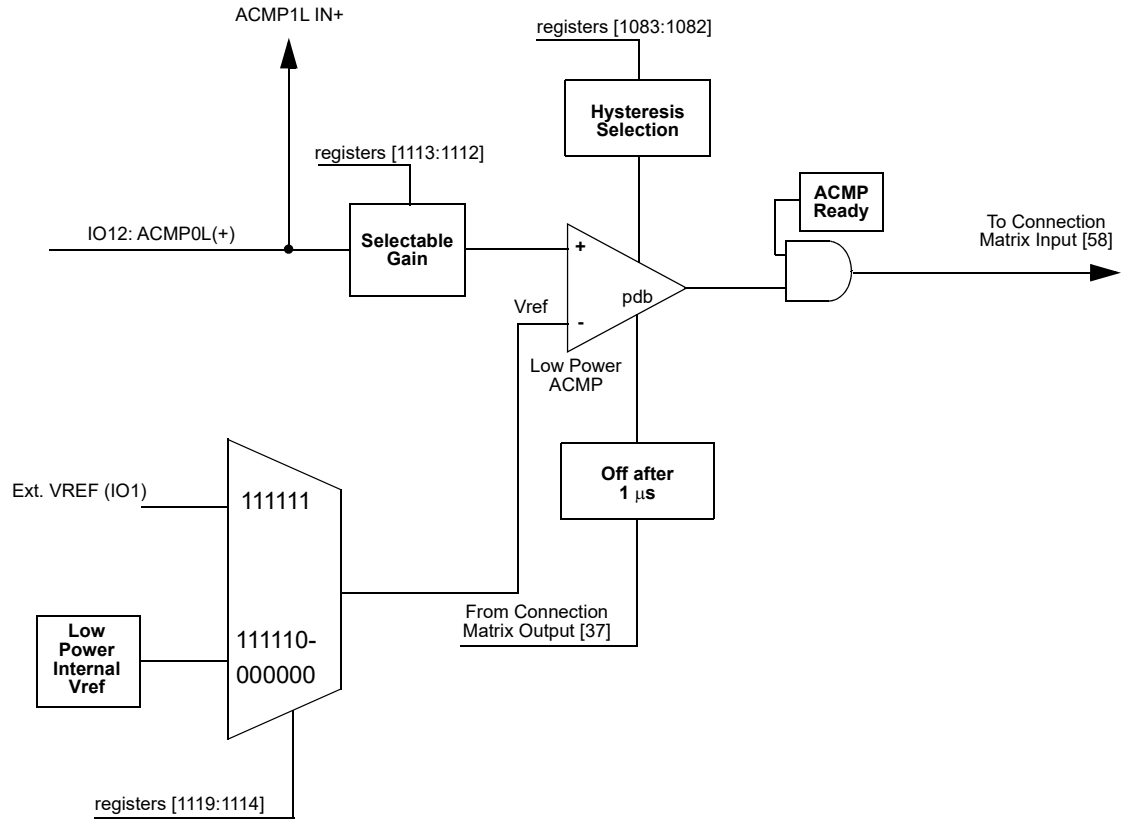 ACMP1L IN+
registers [1083:1082]
Hysteresis
Selection
registers [1113:1112]
ACMP
Ready
IO12: ACMP0L(+)
Selectable
Gain
+
To Connection
Matrix Input [58]
pdb
Vref
-
Low Power
ACMP
Off after
1 µs
Ext. VREF (IO1)
111111
From Connection
Matrix Output [37]
Low
Power
Internal
Vref
111110-
000000
registers [1119:1114]